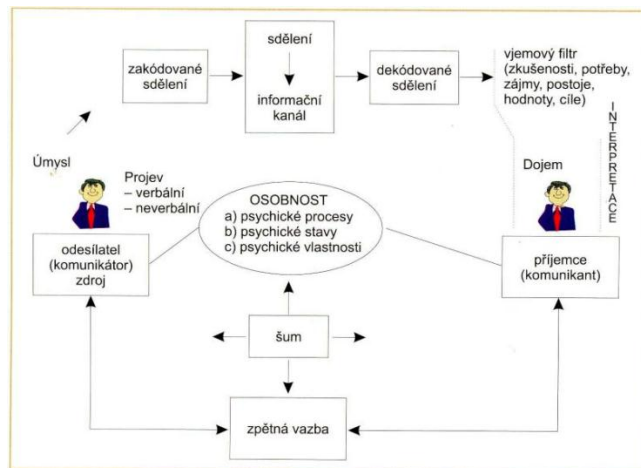 zakódované
sdělení
sdělení
informační
kanál
dekódované
sdělení
vjemový filtr
(zkušenosti, potřeby,
zájmy, postoje,
hodnoty, cíle)
INTERPRETACE
Úmysl
Projev
– verbální
– neverbální
OSOBNOST
a) psychické procesy
b) psychické stavy
c) psychické vlastnosti
Dojem
odesílatel
(komunikátor)
zdroj
příjemce
(komunikant)
šum
zpětná vazba